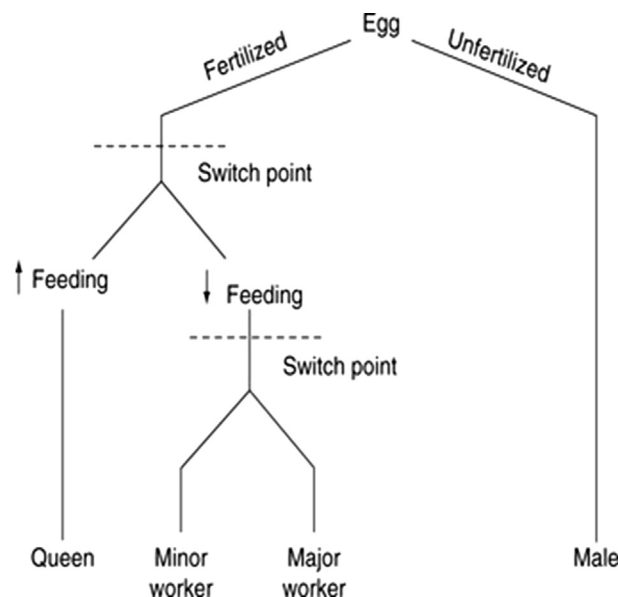 Egg
Fertilized
Unfertilized
Switch point
Feeding
Feeding
Switch point
Queen
Minor
worker
Major
worker
Male